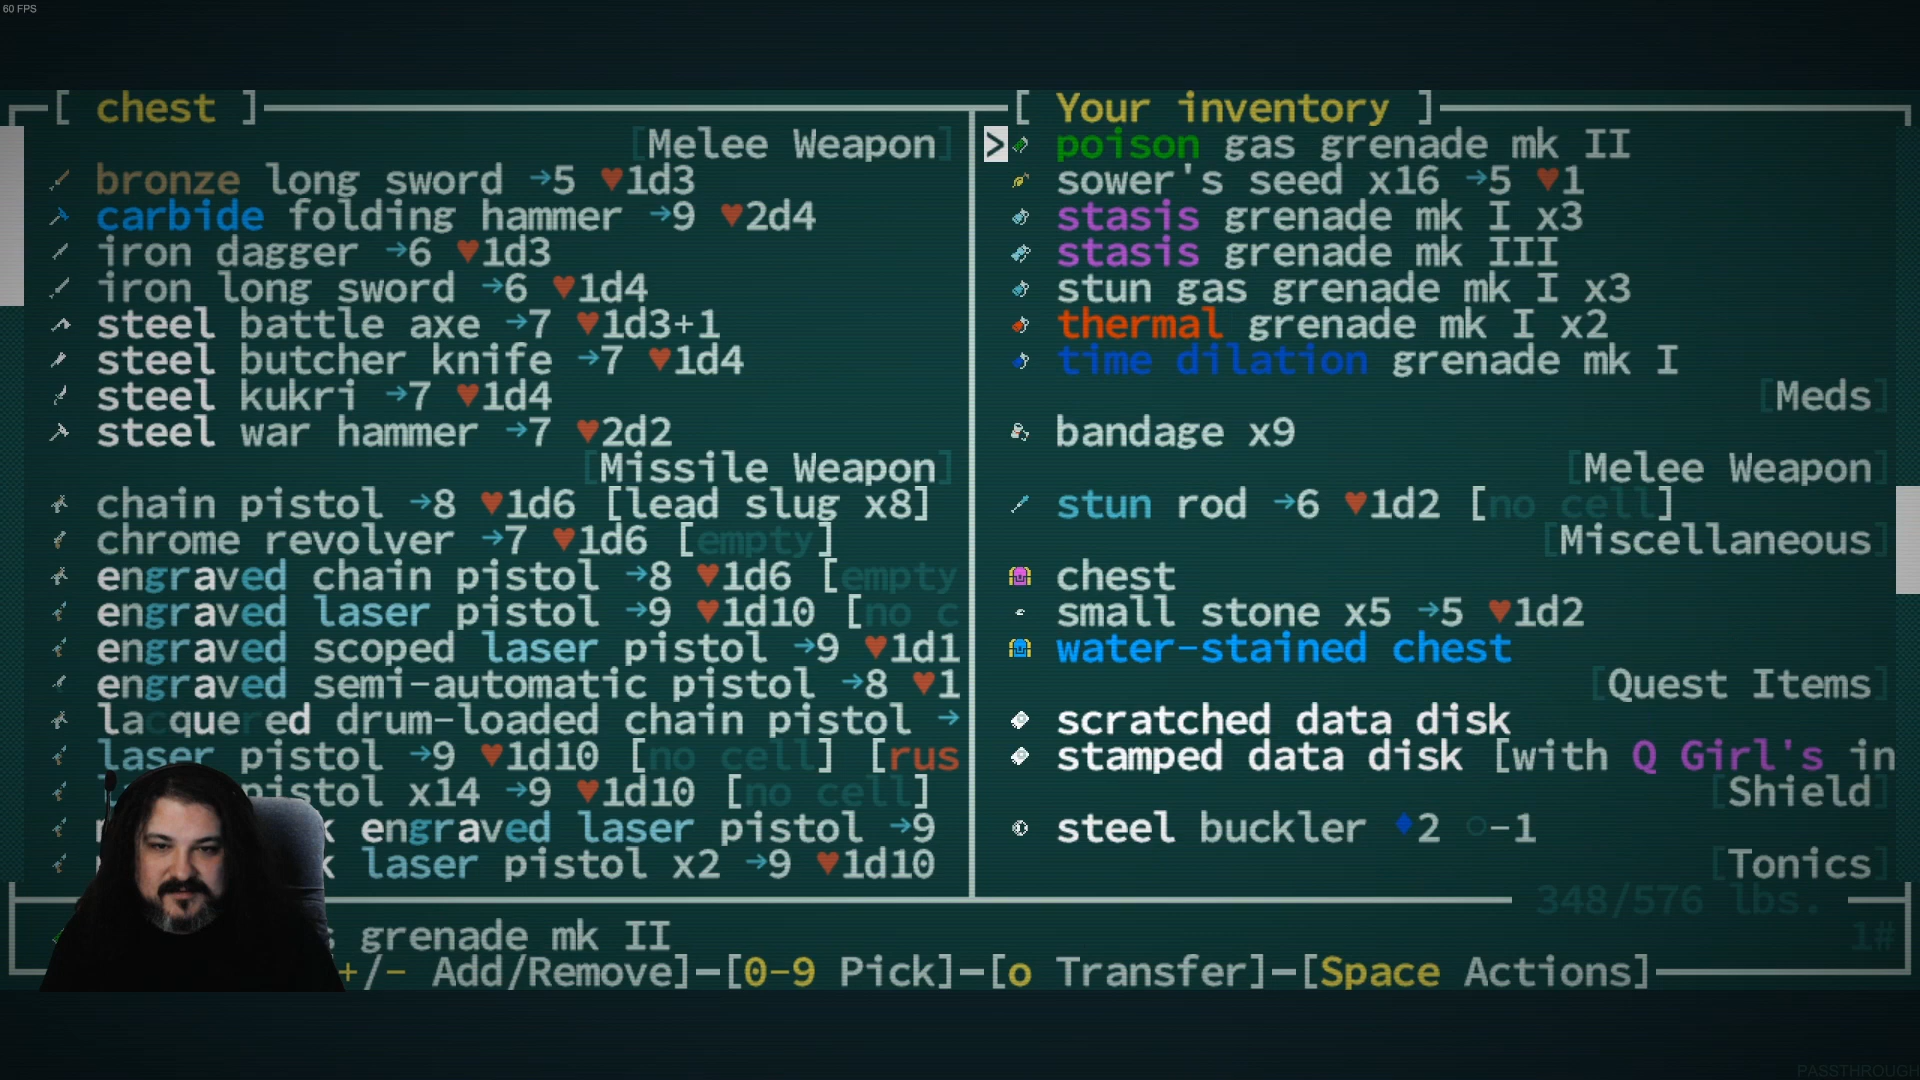 60 FPS
[ chest ]
[Melee Weapon]
bronze long sword →5 ♥1d3
carbide folding hammer →9 ♥2d4
iron dagger →6 ♥1d3
iron long sword →6 ♥1d4
steel battle axe →7 ♥1d3+1
steel butcher knife →7 ♥1d4
steel kukri →7 ♥1d4
steel war hammer →7 ♥2d2
[Missile Weapon]
chain pistol →8 ♥1d6 [lead slug x8]
chrome revolver →7 ♥1d6 [empty]
engraved chain pistol →8 ♥1d6 [empty
engraved laser pistol →9 ♥1d10 [no c
engraved scoped laser pistol →9 ♥1d1
engraved semi-automatic pistol →8 ♥1
lacquered drum-loaded chain pistol →
laser pistol →9 ♥1d10 [no cell] [rus
pistol x14 →9 ♥1d10 [no cell]
engraved laser pistol →9
laser pistol x2 →9 ♥1d10
[ Your inventory ]
> poison gas grenade mk II
sower's seed x16 →5 ♥1
stasis grenade mk I x3
stasis grenade mk III
stun gas grenade mk I x3
thermal grenade mk I x2
time dilation grenade mk I
[Meds]
bandage x9
[Melee Weapon]
stun rod →6 ♥1d2 [no cell]
[Miscellaneous]
chest
small stone x5 →5 ♥1d2
water-stained chest
[Quest Items]
scratched data disk
stamped data disk [with Q Girl's in
[Shield]
steel buckler ♦2 ○-1
[Tonics]
348/576 lbs.
grenade mk II
1#
+/- Add/Remove]-[0-9 Pick]-[o Transfer]-[Space Actions]
PASSTHROUGH